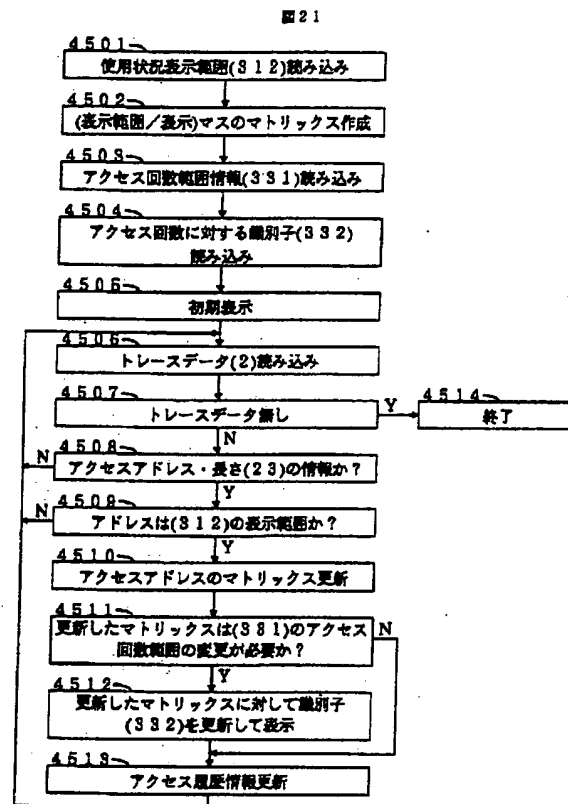 図21
4501
使用状況表示範囲(312)読み込み
4502
(表示範囲/表示)マスのマトリックス作成
4503
アクセス回数範囲情報(331)読み込み
4504
アクセス回数に対する識別子(332)
読み込み
4505
初期表示
4506
トレースデータ(2)読み込み
4507
トレースデータ無し
Y
4514
終了
N
4508
N
アクセスアドレス・長さ(23)の情報か?
Y
4509
N
アドレスは(312)の表示範囲か?
Y
4510
アクセスアドレスのマトリックス更新
4511
更新したマトリックスは(331)のアクセス
回数範囲の変更が必要か?
N
Y
4512
更新したマトリックスに対して識別子
(332)を更新して表示
4513
アクセス履歴情報更新